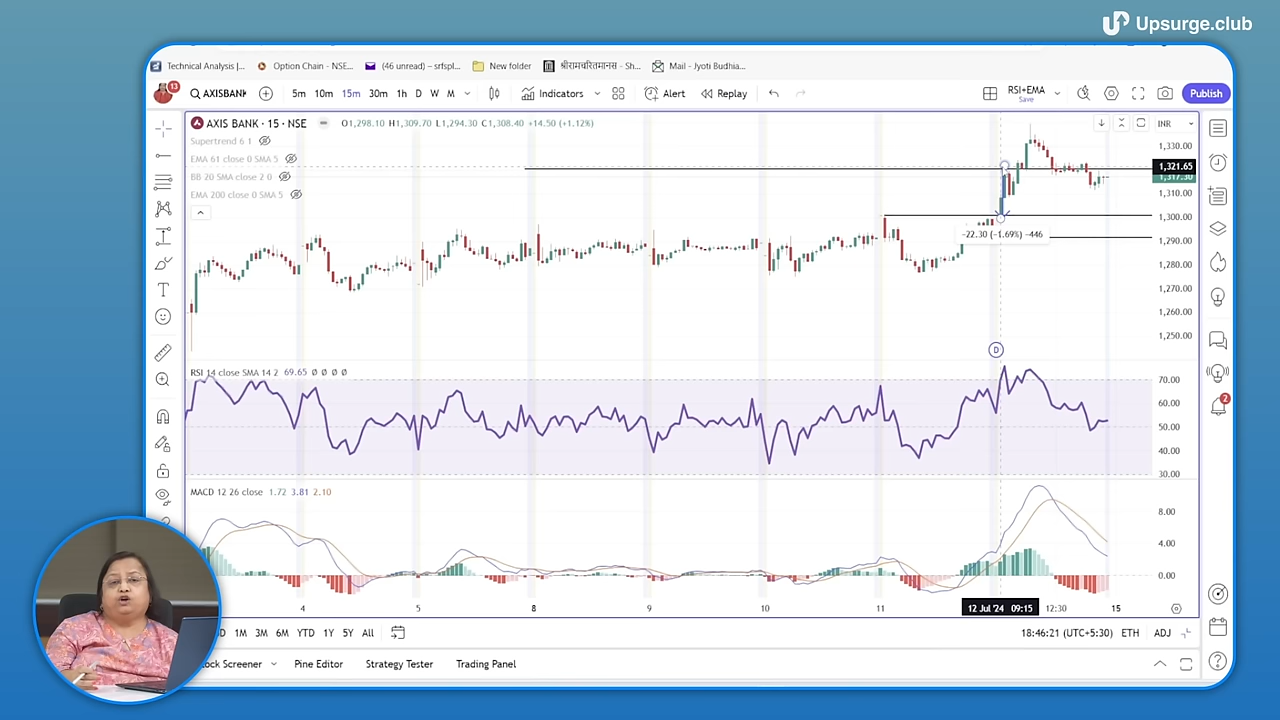 Upsurge.club
Technical Analysis |... Option Chain - NSE... (46 unread) - srfspl... New folder श्रीरामचरितमानस - Sh... Mail - Jyoti Budhia...
13 AXISBANK 5m 10m 15m 30m 1h D W M Indicators Alert Replay RSI+EMA Save Publish
AXIS BANK · 15 · NSE O1,298.10 H1,309.70 L1,294.30 C1,308.40 +14.50 (+1.12%) INR
Supertrend 6 1
EMA 61 close 0 SMA 5
BB 20 SMA close 2 0
EMA 200 close 0 SMA 5
1,330.00
1,321.65
1,317.30
1,310.00
1,300.00
-22.30 (-1.69%) -446
1,290.00
1,280.00
1,270.00
1,260.00
1,250.00
D
RSI 14 close SMA 14 2 69.65 Ø Ø Ø Ø
70.00
60.00
50.00
40.00
30.00
2
MACD 12 26 close 1.72 3.81 2.10
8.00
4.00
0.00
4 5 8 9 10 11 12 Jul '24 09:15 12:30 15
D 1M 3M 6M YTD 1Y 5Y All 18:46:21 (UTC+5:30) ETH ADJ
ock Screener Pine Editor Strategy Tester Trading Panel